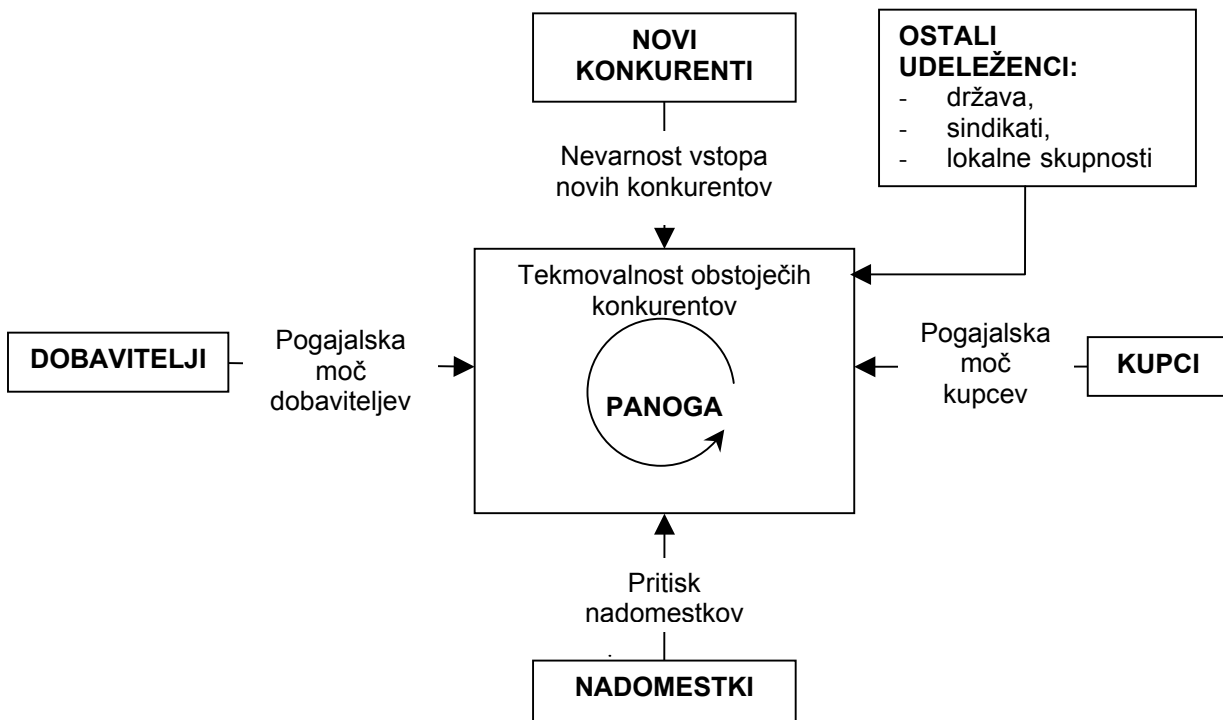 NOVI
KONKURENTI
OSTALI
UDELEŽENCI:
- država,
- sindikati,
- lokalne skupnosti
Nevarnost vstopa
novih konkurentov
Tekmovalnost obstoječih
konkurentov
DOBAVITELJI
Pogajalska
moč
dobaviteljev
PANOGA
Pogajalska
moč
kupcev
KUPCI
Pritisk
nadomestkov
NADOMESTKI